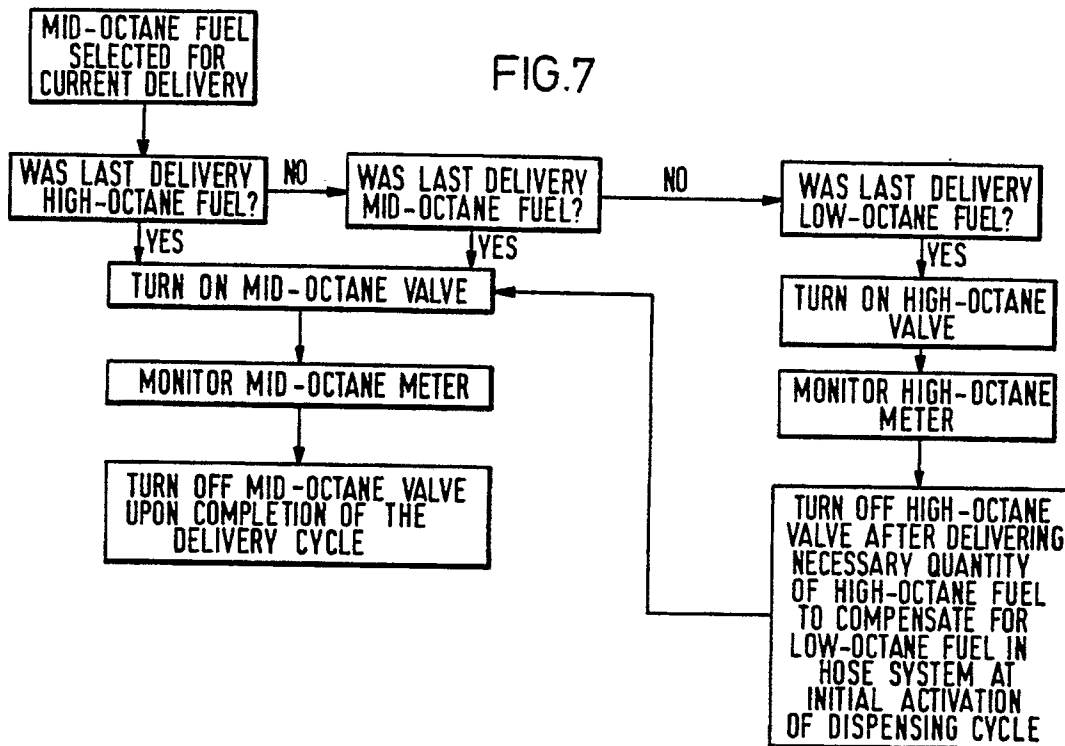 MID-OCTANE FUEL
SELECTED FOR
CURRENT DELIVERY
FIG.7
WAS LAST DELIVERY
HIGH-OCTANE FUEL?
NO
WAS LAST DELIVERY
MID-OCTANE FUEL?
NO
WAS LAST DELIVERY
LOW-OCTANE FUEL?
YES
YES
YES
TURN ON MID-OCTANE VALVE
TURN ON HIGH-OCTANE
VALVE
MONITOR MID-OCTANE METER
MONITOR HIGH-OCTANE
METER
TURN OFF MID-OCTANE VALVE
UPON COMPLETION OF THE
DELIVERY CYCLE
TURN OFF HIGH-OCTANE
VALVE AFTER DELIVERING
NECESSARY QUANTITY
OF HIGH-OCTANE FUEL
TO COMPENSATE FOR
LOW-OCTANE FUEL IN
HOSE SYSTEM AT
INITIAL ACTIVATION
OF DISPENSING CYCLE